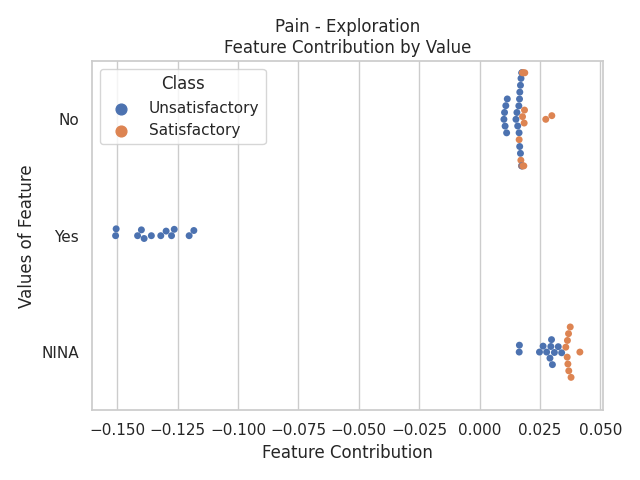 Pain - Exploration
Feature Contribution by Value
Class
Unsatisfactory
Satisfactory
Values of Feature
No
Yes
NINA
−0.150 −0.125 −0.100 −0.075 −0.050 −0.025 0.000 0.025 0.050
Feature Contribution